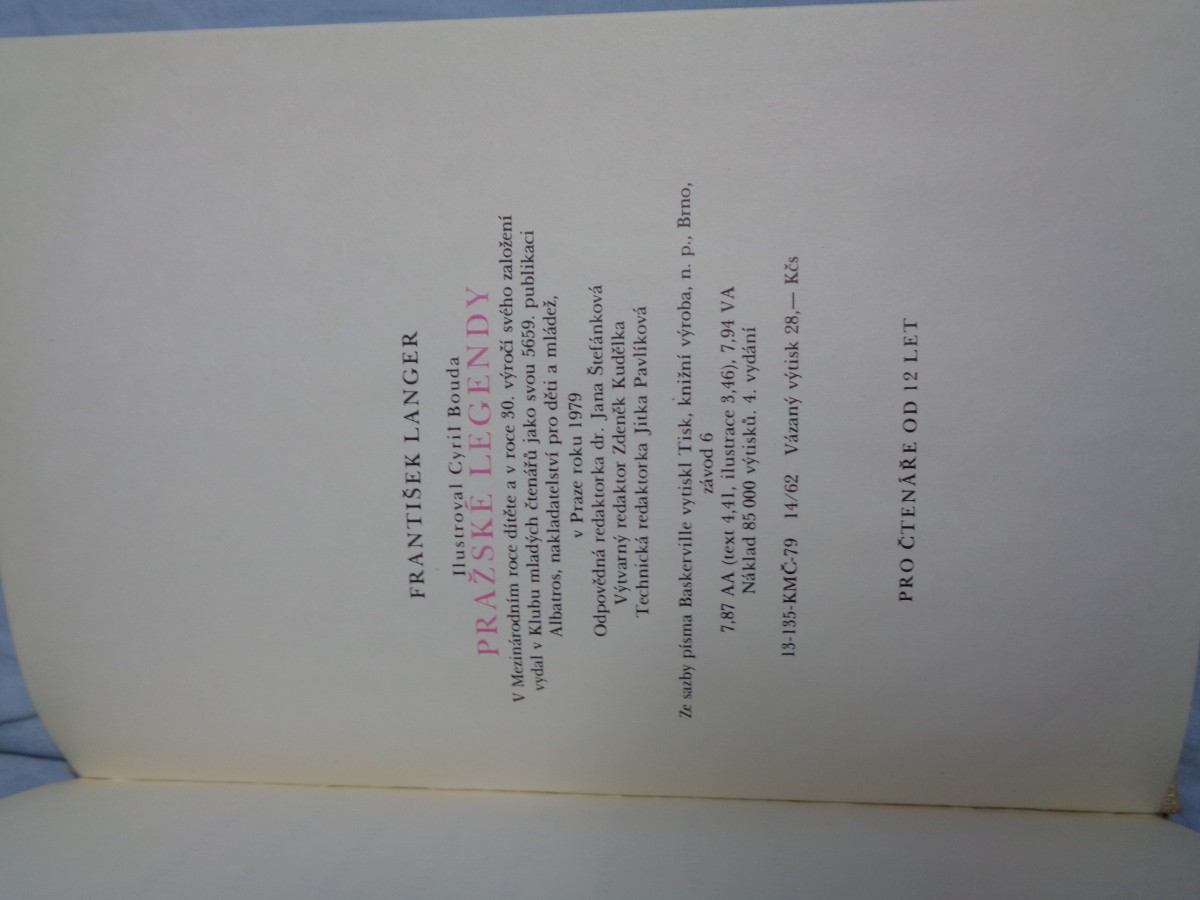 FRANTIŠEK LANGER
Ilustroval Cyril Bouda
PRAŽSKÉ LEGENDY
V Mezinárodním roce dítěte a v roce 30. výročí svého založení
vydal v Klubu mladých čtenářů jako svou 5659. publikaci
Albatros, nakladatelství pro děti a mládež,
v Praze roku 1979
Odpovědná redaktorka dr. Jana Štefánková
Výtvarný redaktor Zdeněk Kudělka
Technická redaktorka Jitka Pavlíková
Ze sazby písma Baskerville vytiskl Tisk, knižní výroba, n. p., Brno,
závod 6
7,87 AA (text 4,41, ilustrace 3,46), 7,94 VA
Náklad 85 000 výtisků. 4. vydání
13-135-KMČ-79 14/62 Vázaný výtisk 28,— Kčs
PRO ČTENÁŘE OD 12 LET